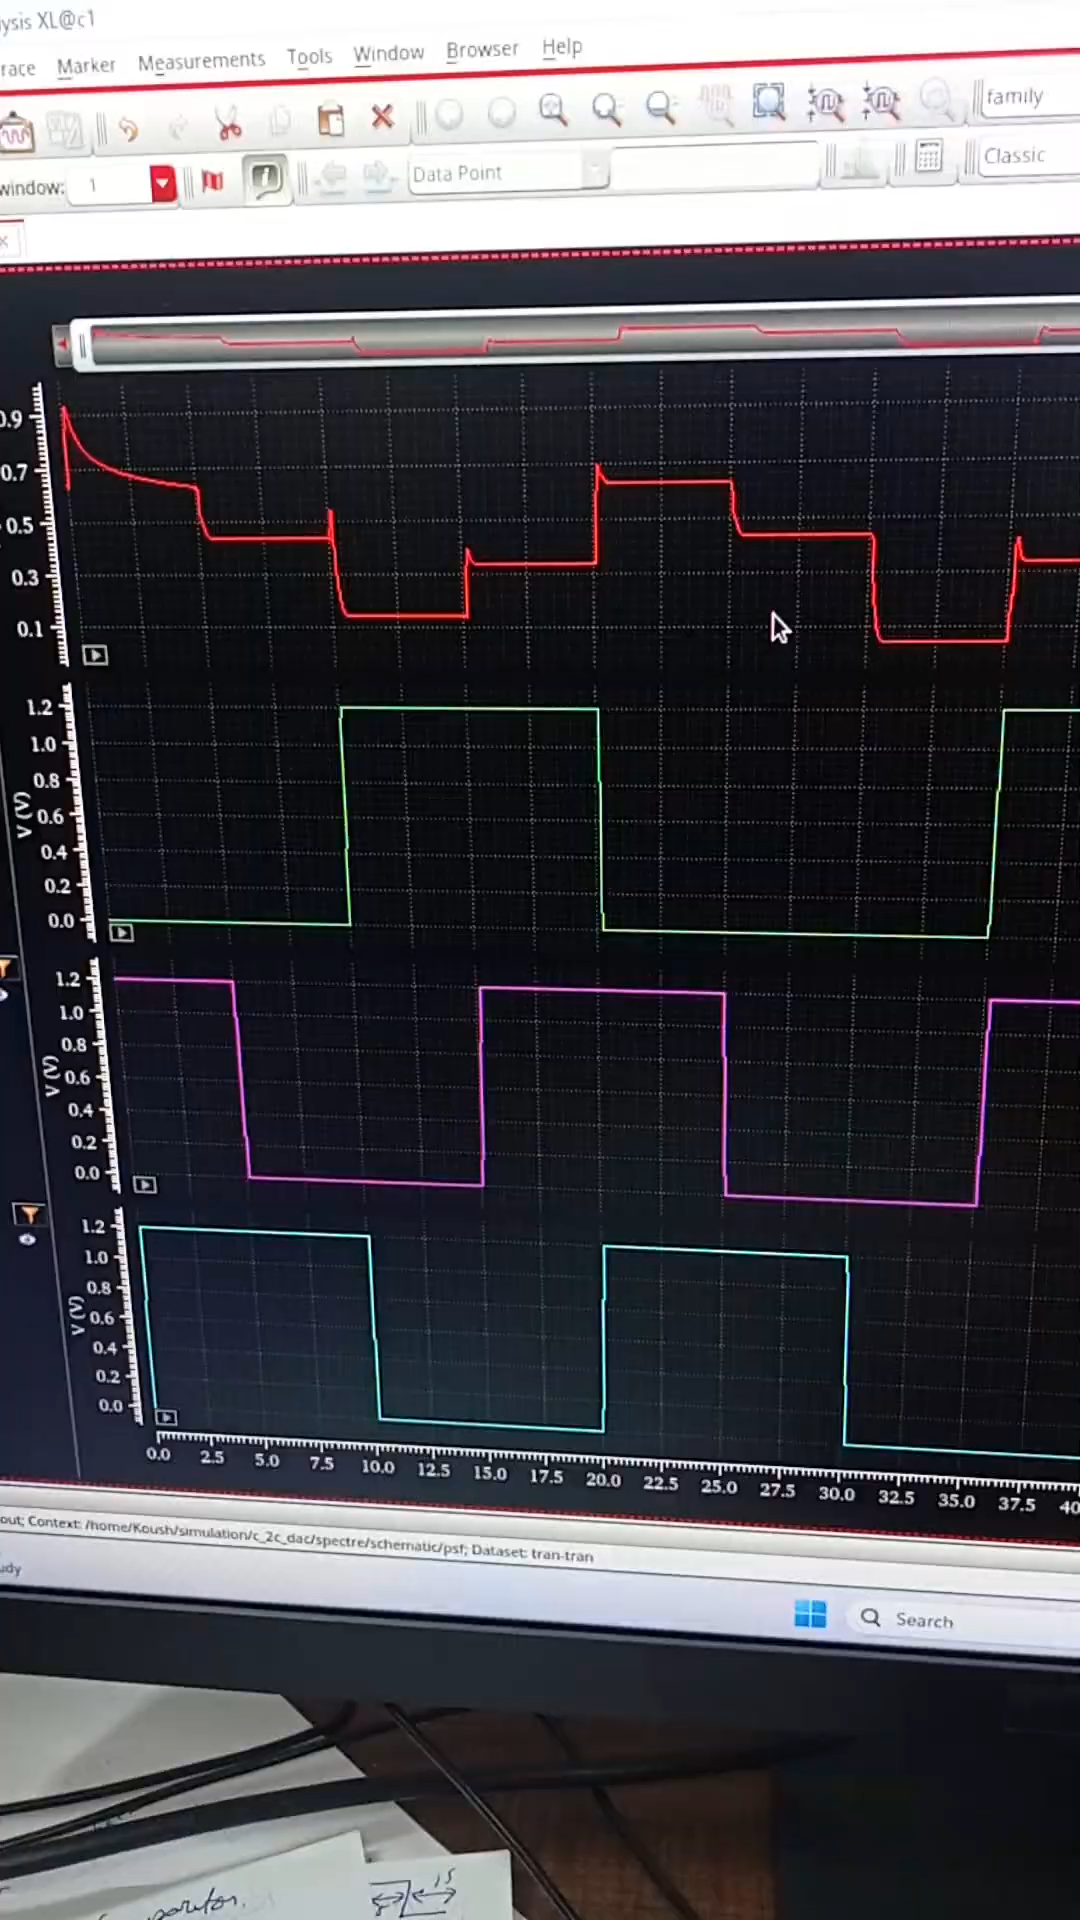 ysis XL@c1
race Marker Measurements Tools Window Browser Help
family
window: 1 Data Point Classic
0.9
0.7
0.5
0.3
0.1
1.2
1.0
0.8
0.6
0.4
0.2
0.0
V (V)
1.2
1.0
0.8
0.6
0.4
0.2
0.0
V (V)
1.2
1.0
0.8
0.6
0.4
0.2
0.0
V (V)
0.0 2.5 5.0 7.5 10.0 12.5 15.0 17.5 20.0 22.5 25.0 27.5 30.0 32.5 35.0 37.5 40
out; Context: /home/Koush/simulation/c_2c_dac/spectre/schematic/psf; Dataset: tran-tran
ady
Search
15